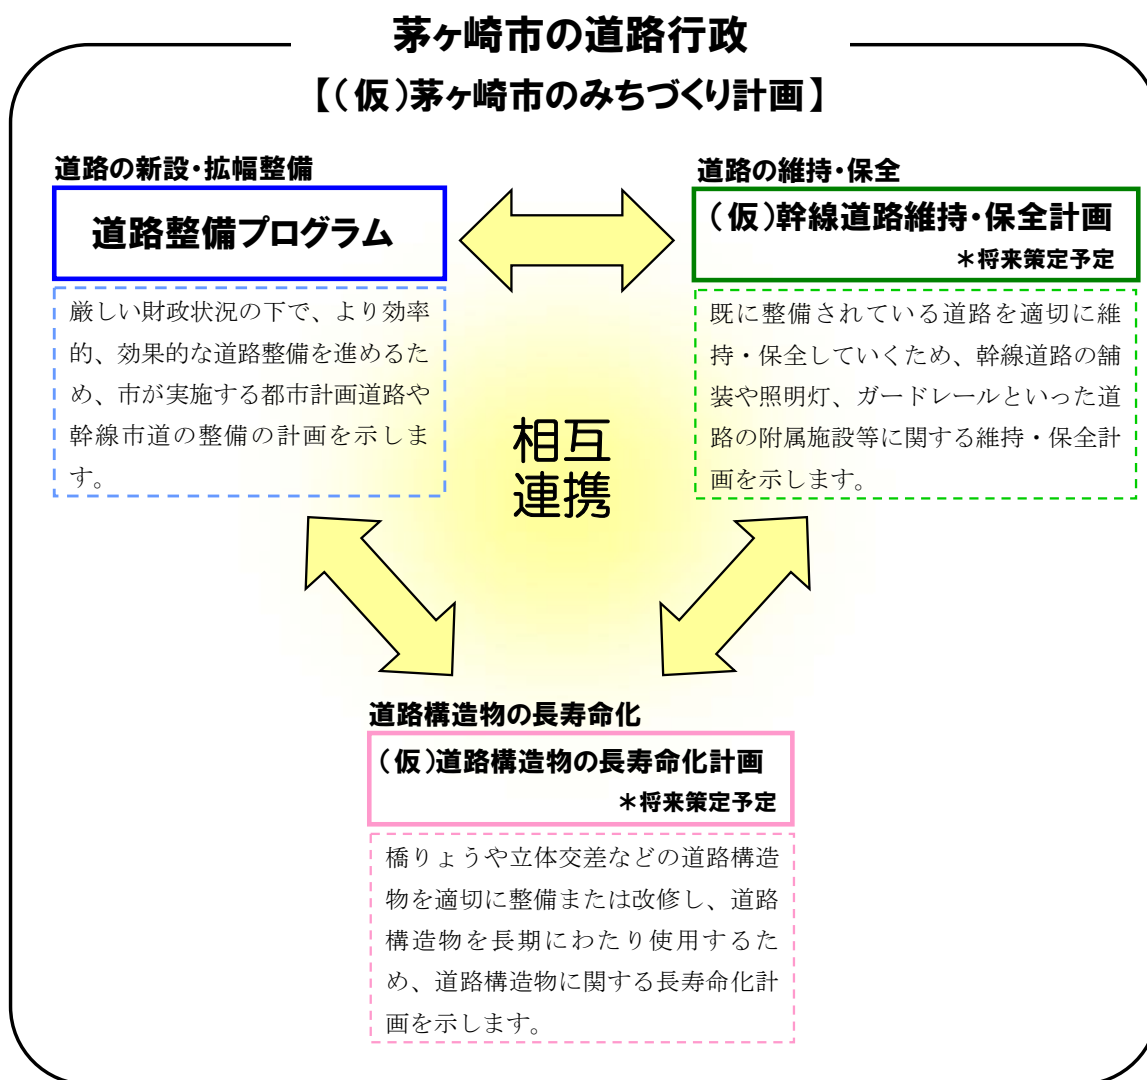 茅ヶ崎市の道路行政
【(仮)茅ヶ崎市のみちづくり計画】
道路の新設・拡幅整備
道路整備プログラム
厳しい財政状況の下で、より効率
的、効果的な道路整備を進めるた
め、市が実施する都市計画道路や
幹線市道の整備の計画を示しま
す。
道路の維持・保全
(仮)幹線道路維持・保全計画
＊将来策定予定
既に整備されている道路を適切に維
持・保全していくため、幹線道路の舗
装や照明灯、ガードレールといった道
路の附属施設等に関する維持・保全計
画を示します。
相互
連携
道路構造物の長寿命化
(仮)道路構造物の長寿命化計画
＊将来策定予定
橋りょうや立体交差などの道路構造
物を適切に整備または改修し、道路
構造物を長期にわたり使用するた
め、道路構造物に関する長寿命化計
画を示します。